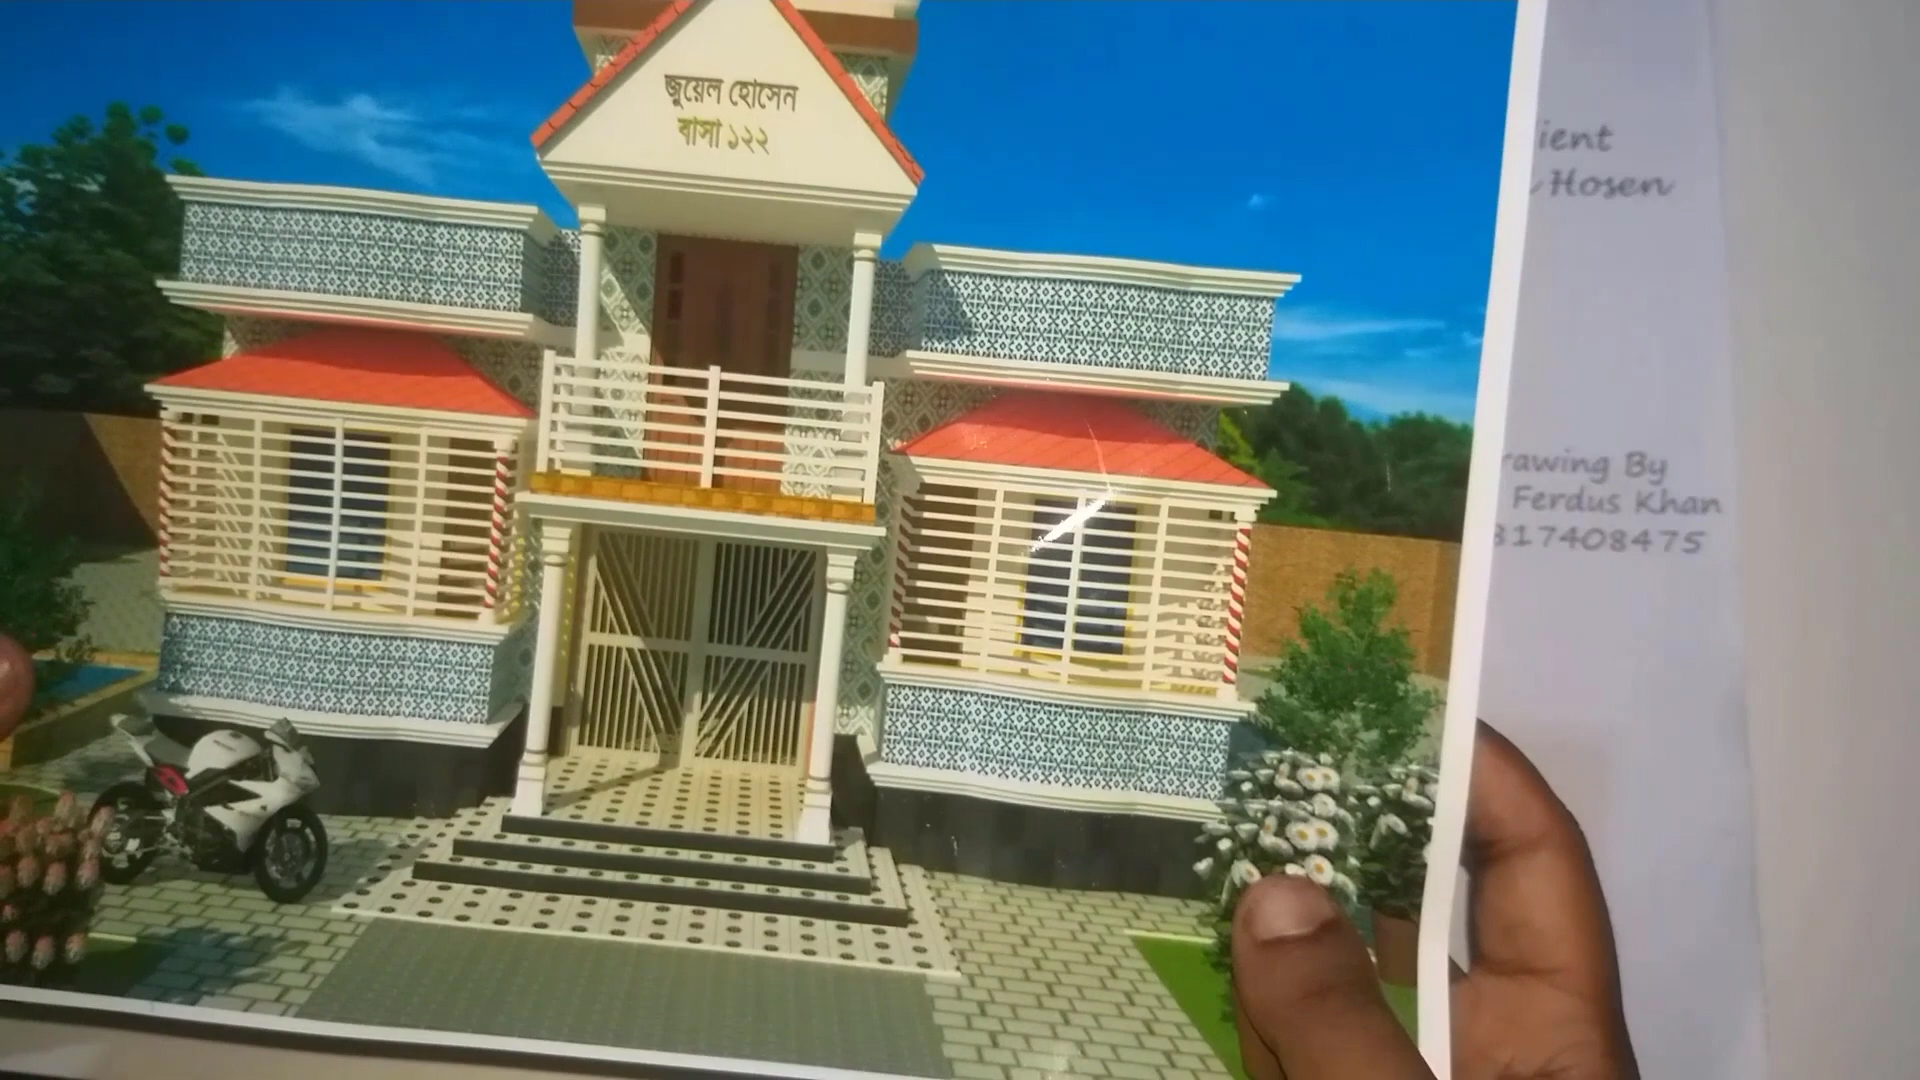 জুয়েল হোসেন
বাসা ১২২
ient
Hosen
rawing By
Ferdus Khan
317408475